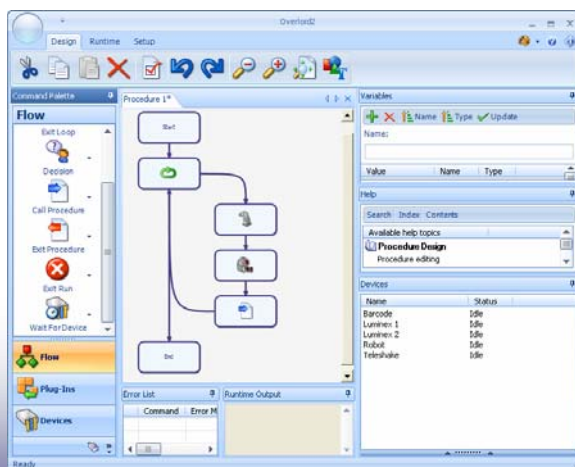 Overlord2
Design Runtime Setup
Command Palette
Flow
Exit Loop
Decision
Call Procedure
Exit Procedure
Exit Run
Wait For Device
Flow
Plug-Ins
Devices
Procedure 1*
Start
End
Error List
Command Error M
Runtime Output
Variables
Name Type Update
Name:
Value Name Type
Help
Search Index Contents
Available help topics
Procedure Design
Procedure editing
Devices
Name Status
Barcode Idle
Luminex 1 Idle
Luminex 2 Idle
Robot Idle
Teleshake Idle
Ready